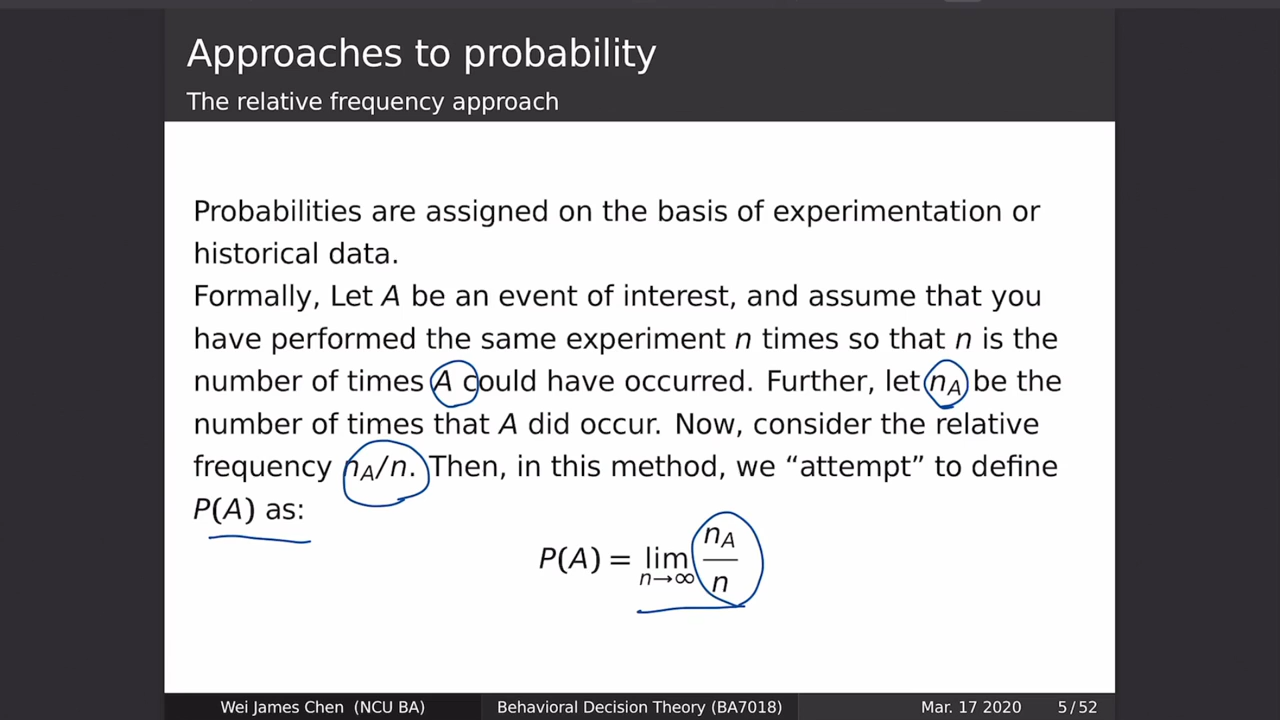 Approaches to probability
The relative frequency approach
Probabilities are assigned on the basis of experimentation or
historical data.
Formally, Let A be an event of interest, and assume that you
have performed the same experiment n times so that n is the
number of times A could have occurred. Further, let n_A be the
number of times that A did occur. Now, consider the relative
frequency n_A/n. Then, in this method, we “attempt” to define
P(A) as:
P(A) = lim_{n→∞} n_A/n
Wei James Chen (NCU BA) Behavioral Decision Theory (BA7018) Mar. 17 2020 5 / 52